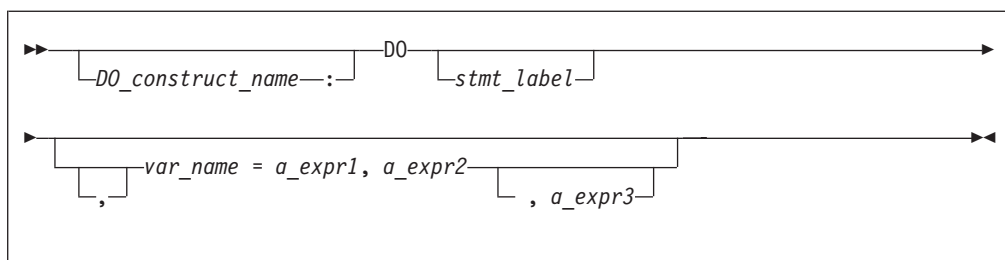 DO
DO_construct_name : stmt_label
var_name = a_expr1, a_expr2
, , a_expr3